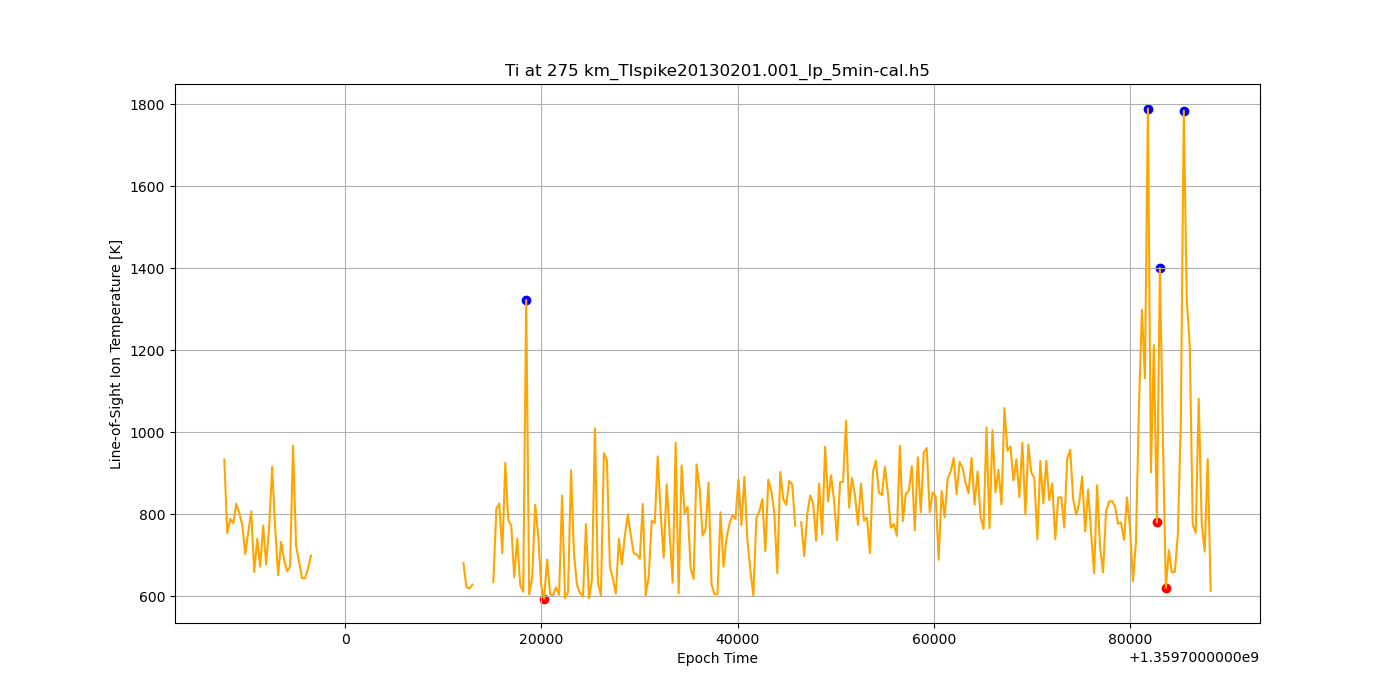 Ti at 275 km_TIspike20130201.001_lp_5min-cal.h5
1800
1600
1400
1200
1000
800
600
Line-of-Sight Ion Temperature [K]
0 20000 40000 60000 80000
Epoch Time
+1.3597000000e9